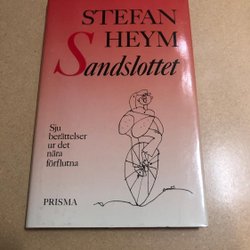 STEFAN
HEYM
Sandslottet
Sju
berättelser
ur det
nära
förflutna
PRISMA